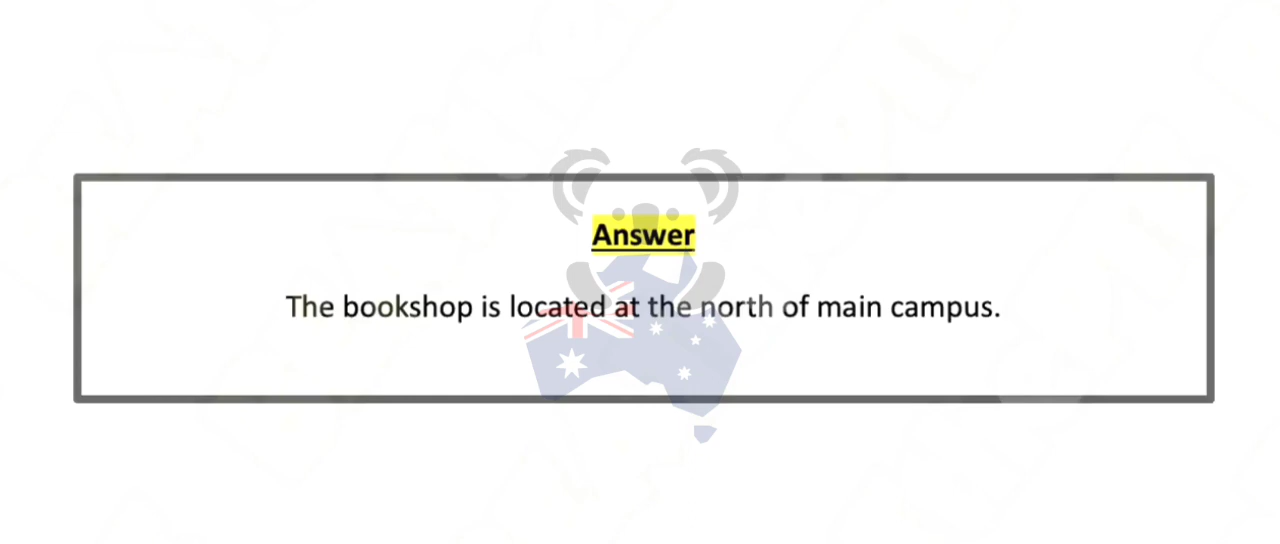 Answer
The bookshop is located at the north of main campus.